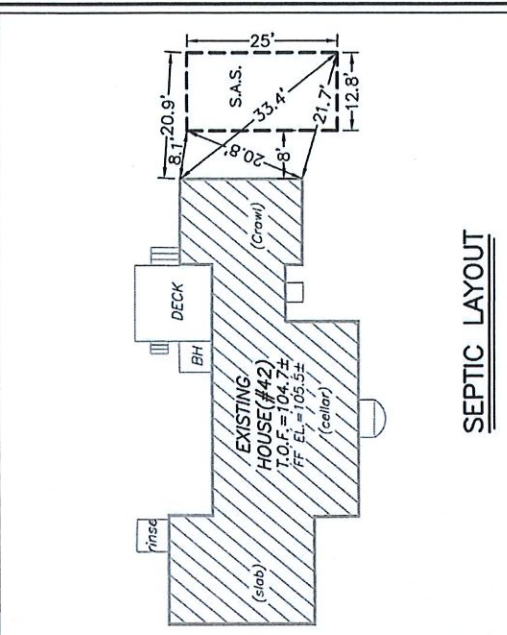 25'
20.9'
S.A.S.
33.4'
8.1'
20.8'
21.7'
12.8'
8'
(Crawl)
DECK
BH
EXISTING
HOUSE(#42)
T.O.F.=104.7±
FF EL.=105.5±
(cellar)
rinse
(slab)
SEPTIC LAYOUT